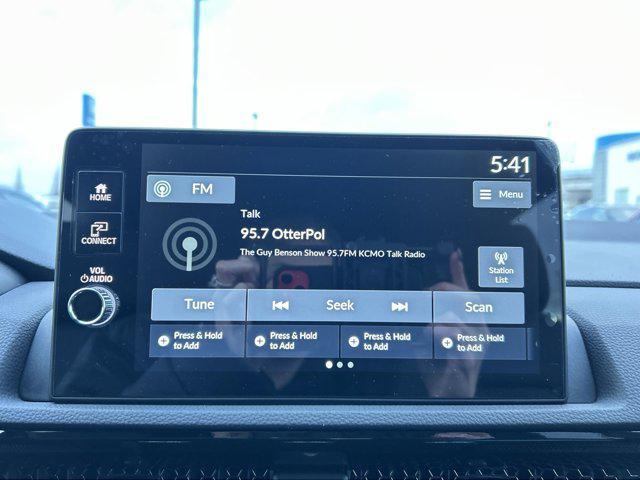 5:41
HOME
FM
Menu
Talk
95.7 OtterPol
CONNECT
The Guy Benson Show 95.7FM KCMO Talk Radio
Station
List
VOL
AUDIO
Tune
Seek
Scan
Press & Hold
to Add
Press & Hold
to Add
Press & Hold
to Add
Press & Hold
to Add